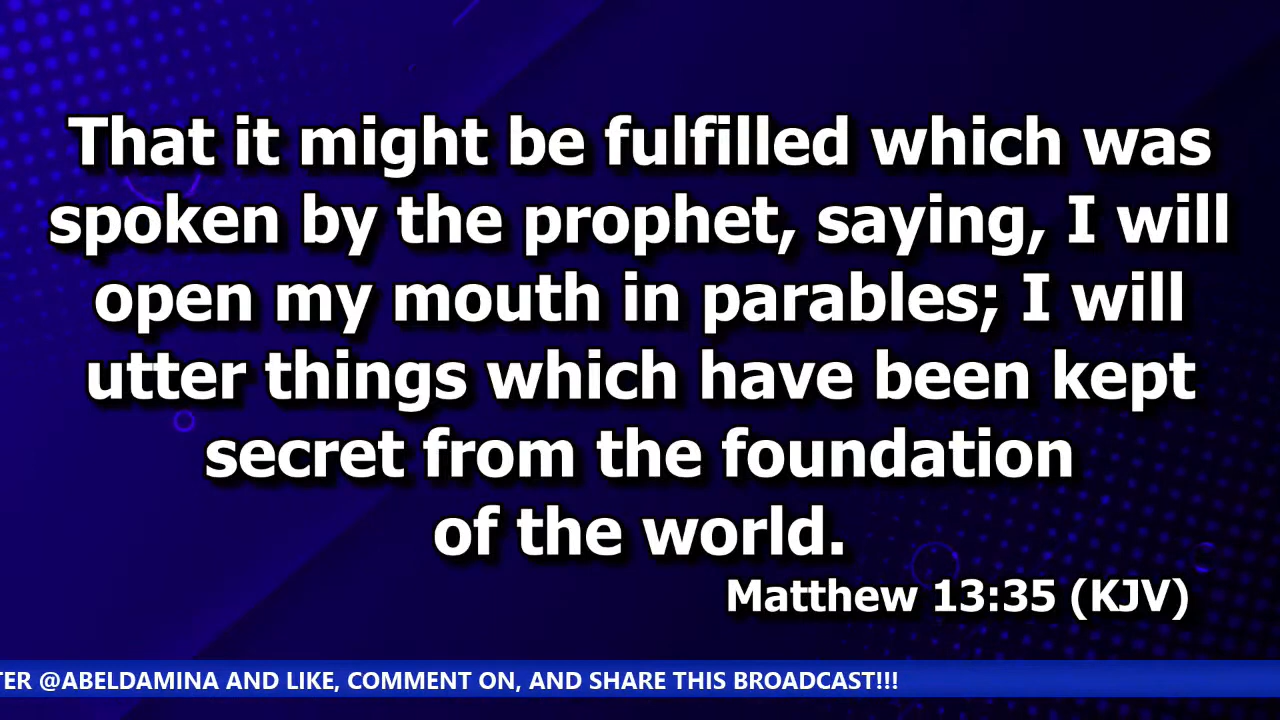 That it might be fulfilled which was
spoken by the prophet, saying, I will
open my mouth in parables; I will
utter things which have been kept
secret from the foundation
of the world.
Matthew 13:35 (KJV)
TER @ABELDAMINA AND LIKE, COMMENT ON, AND SHARE THIS BROADCAST!!!